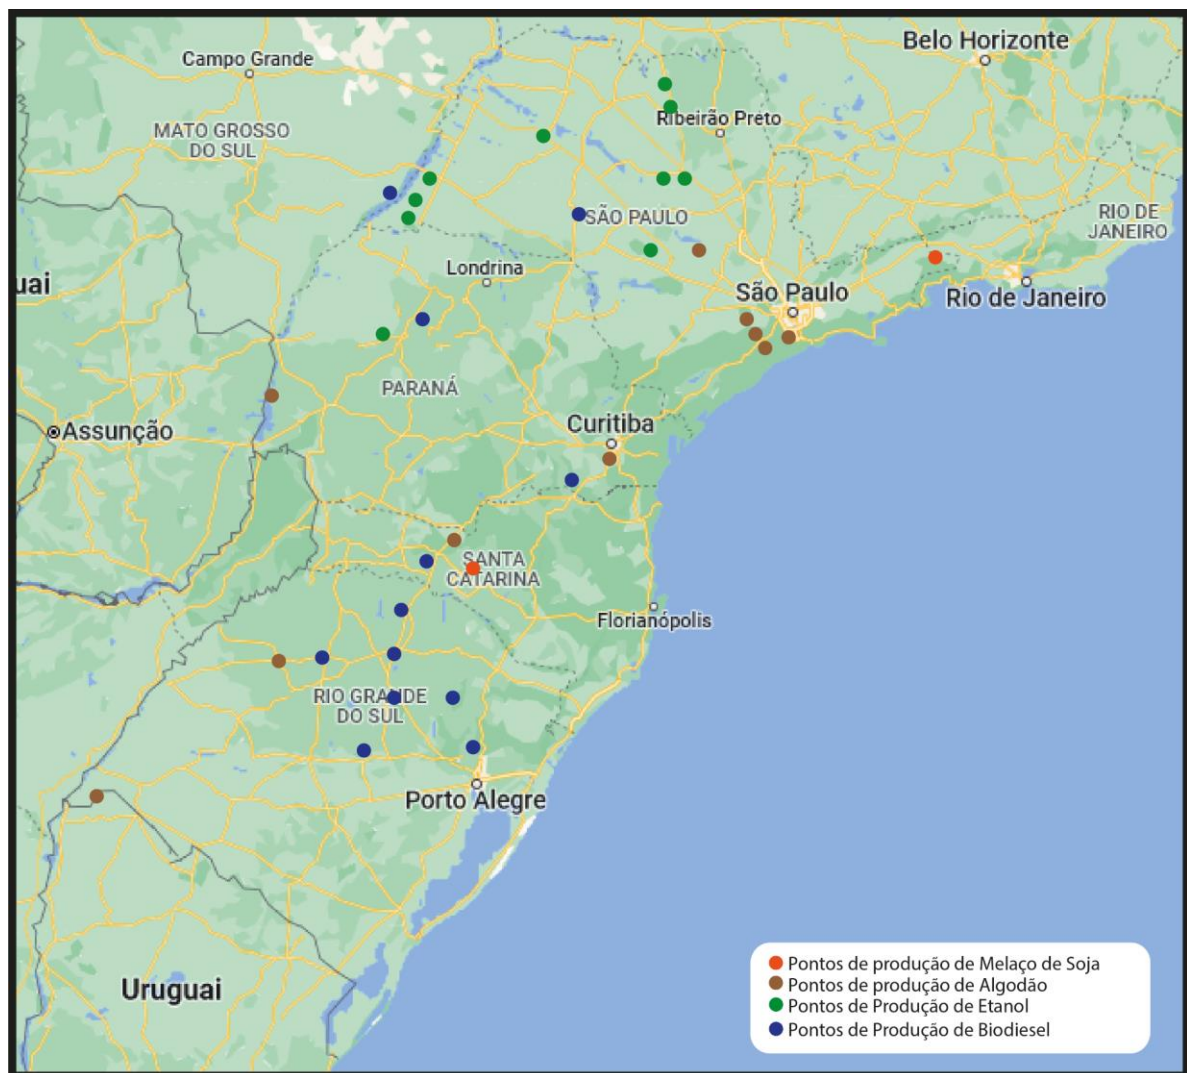 Belo Horizonte
Campo Grande
Ribeirão Preto
MATO GROSSO
DO SUL
RIO DE
JANEIRO
SÃO PAULO
Londrina
uai
São Paulo
Rio de Janeiro
PARANÁ
Curitiba
Assunção
SANTA
CATARINA
Florianópolis
RIO GRANDE
DO SUL
Porto Alegre
Uruguai
Pontos de produção de Melaço de Soja
Pontos de produção de Algodão
Pontos de Produção de Etanol
Pontos de Produção de Biodiesel